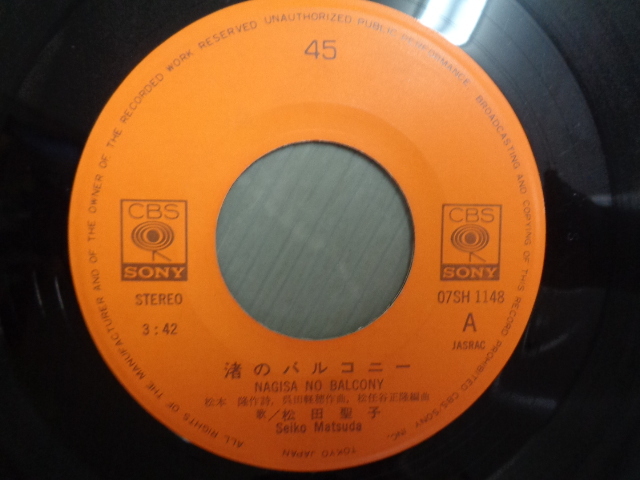 ALL RIGHTS OF THE MANUFACTURER AND OF THE OWNER OF THE RECORDED WORK RESERVED UNAUTHORIZED PUBLIC PERFORMANCE, BROADCASTING AND COPYING OF THIS RECORD PROHIBITED CBS/SONY INC. TOKYO JAPAN
45
CBS
SONY
CBS
SONY
STEREO
07SH 1148
3:42
A
JASRAC
渚のバルコニー
NAGISA NO BALCONY
松本 隆作詩, 呉田軽穂作曲, 松任谷正隆編曲
歌/松田聖子
Seiko Matsuda